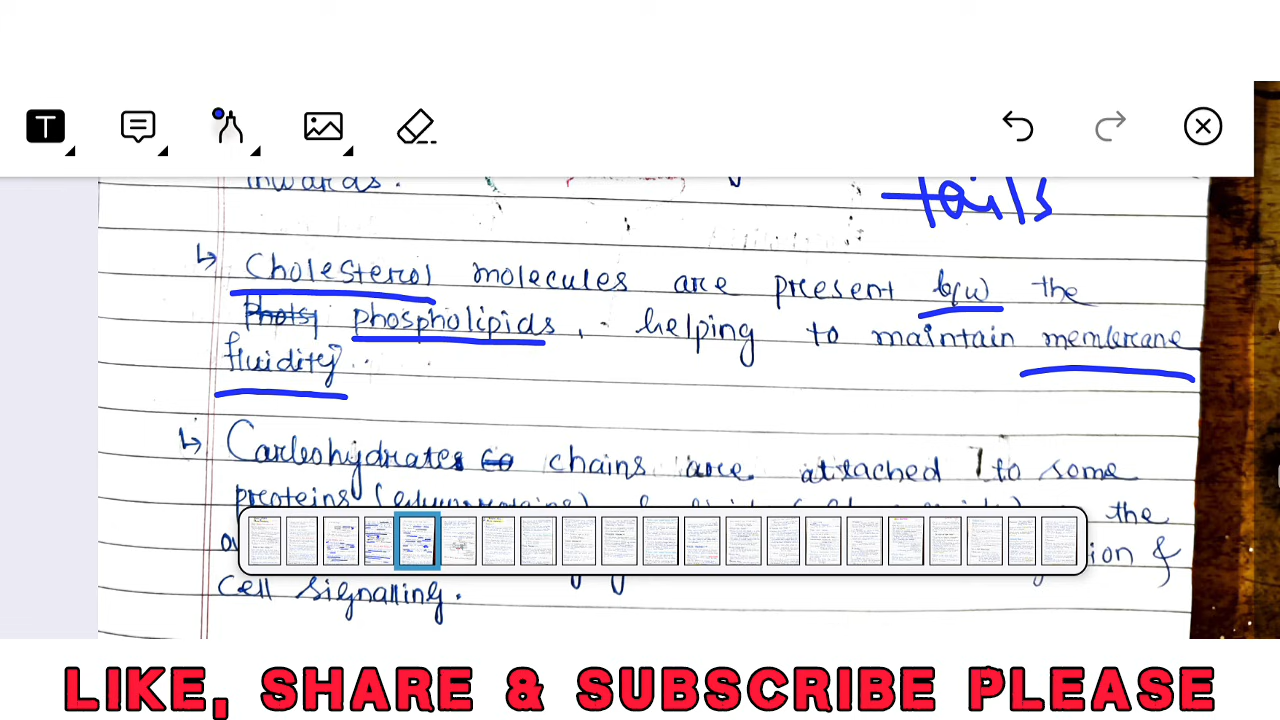 T
inwards.
tails
↳ Cholesterol molecules are present b/w the
phospholipids, helping to maintain membrane
fluidity.
↳ Carbohydrates chains are attached to some
proteins the
ion &
Cell signalling.
LIKE, SHARE & SUBSCRIBE PLEASE